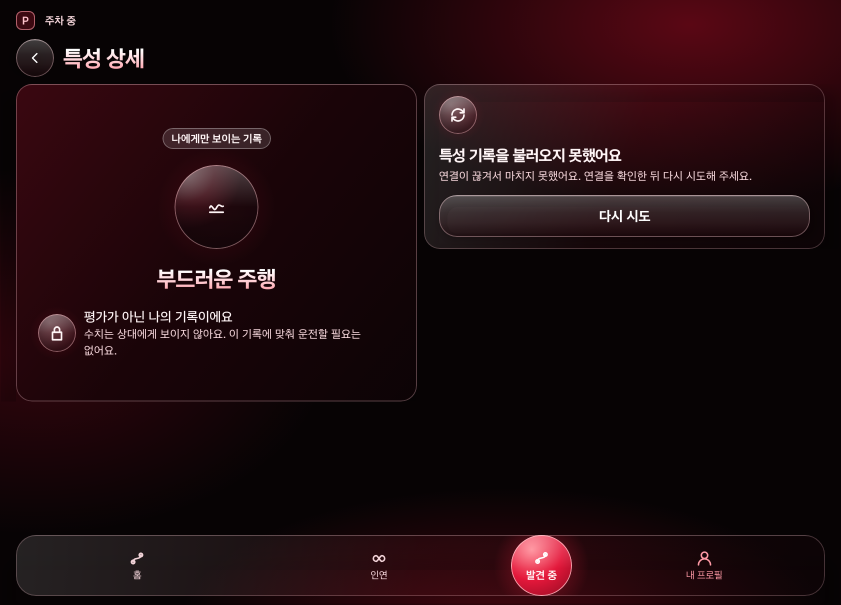 P 주차 중
특성 상세
나에게만 보이는 기록
부드러운 주행
평가가 아닌 나의 기록이에요
수치는 상대에게 보이지 않아요. 이 기록에 맞춰 운전할 필요는
없어요.
특성 기록을 불러오지 못했어요
연결이 끊겨서 마치지 못했어요. 연결을 확인한 뒤 다시 시도해 주세요.
다시 시도
홈
인연
발견 중
내 프로필